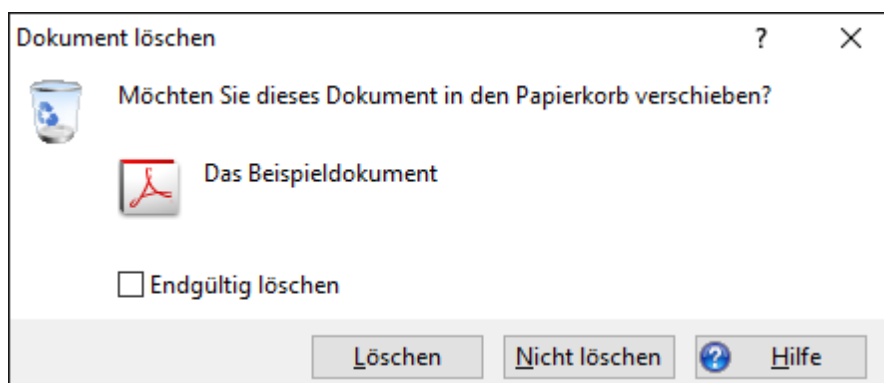 Dokument löschen
?
Möchten Sie dieses Dokument in den Papierkorb verschieben?
Das Beispieldokument
Endgültig löschen
Löschen Nicht löschen ? Hilfe